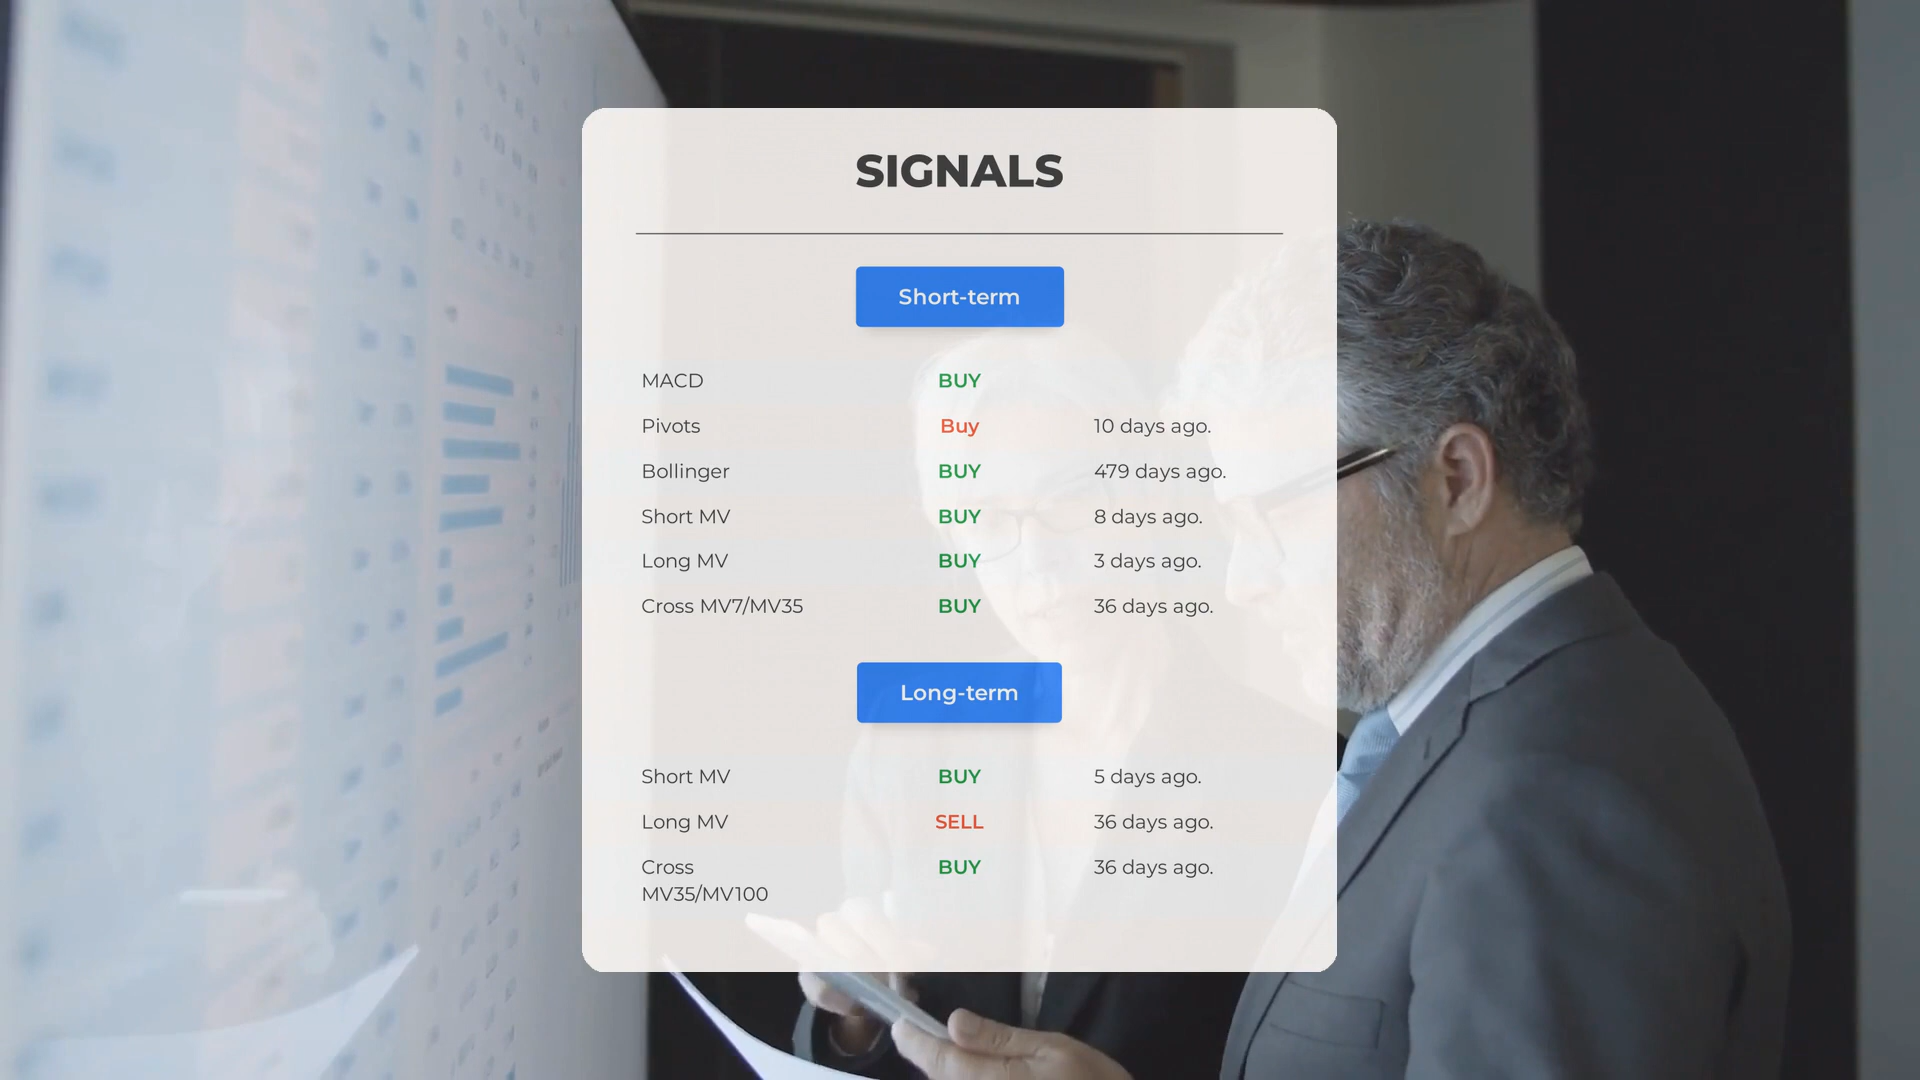 SIGNALS
Short-term
MACD BUY
Pivots Buy 10 days ago.
Bollinger BUY 479 days ago.
Short MV BUY 8 days ago.
Long MV BUY 3 days ago.
Cross MV7/MV35 BUY 36 days ago.
Long-term
Short MV BUY 5 days ago.
Long MV SELL 36 days ago.
Cross BUY 36 days ago.
MV35/MV100